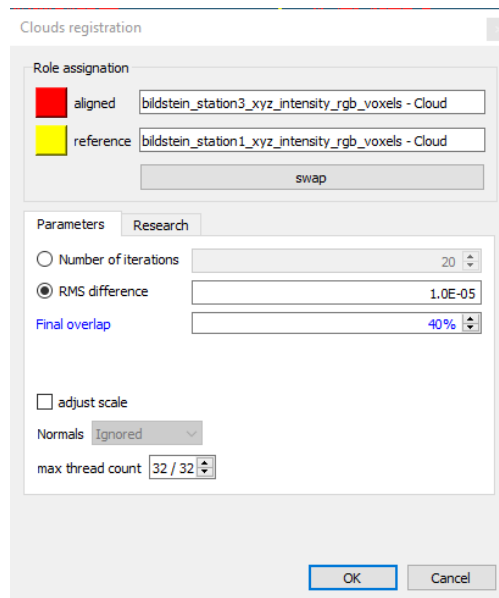 Clouds registration
Role assignation
aligned bildstein_station3_xyz_intensity_rgb_voxels - Cloud
reference bildstein_station1_xyz_intensity_rgb_voxels - Cloud
swap
Parameters Research
Number of iterations 20
RMS difference 1.0E-05
Final overlap 40%
adjust scale
Normals Ignored
max thread count 32 / 32
OK Cancel